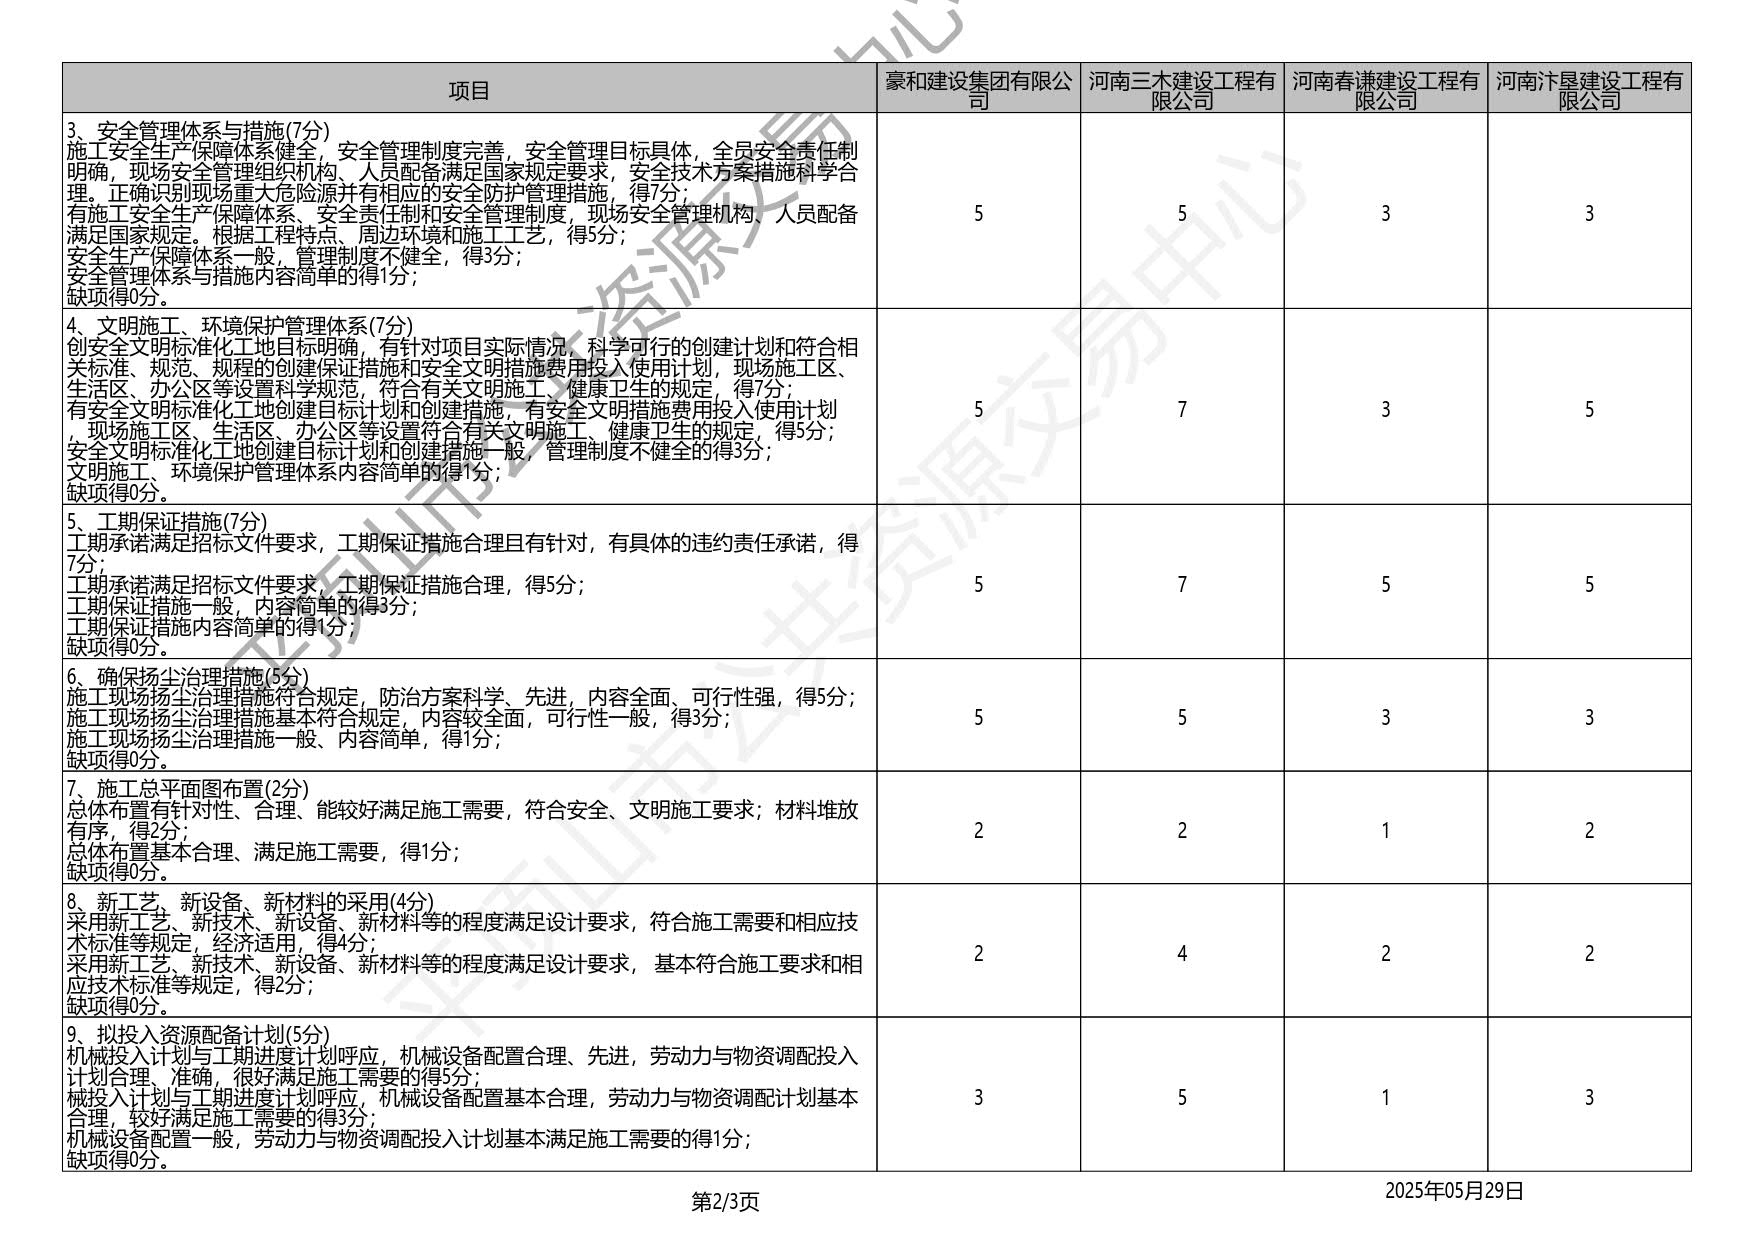 项目
豪和建设集团有限公
司
河南三木建设工程有
限公司
河南春谦建设工程有
限公司
河南汴垦建设工程有
限公司
3、安全管理体系与措施(7分)
施工安全生产保障体系健全，安全管理制度完善，安全管理目标具体，全员安全责任制
明确，现场安全管理组织机构、人员配备满足国家规定要求，安全技术方案措施科学合
理。正确识别现场重大危险源并有相应的安全防护管理措施，得7分；
有施工安全生产保障体系、安全责任制和安全管理制度，现场安全管理机构、人员配备
满足国家规定。根据工程特点、周边环境和施工工艺，得5分；
安全生产保障体系一般，管理制度不健全，得3分；
安全管理体系与措施内容简单的得1分；
缺项得0分。
5
5
3
3
4、文明施工、环境保护管理体系(7分)
创安全文明标准化工地目标明确，有针对项目实际情况，科学可行的创建计划和符合相
关标准、规范、规程的创建保证措施和安全文明措施费用投入使用计划，现场施工区、
生活区、办公区等设置科学规范，符合有关文明施工、健康卫生的规定，得7分；
有安全文明标准化工地创建目标计划和创建措施，有安全文明措施费用投入使用计划
，现场施工区、生活区、办公区等设置符合有关文明施工、健康卫生的规定，得5分；
安全文明标准化工地创建目标计划和创建措施一般，管理制度不健全的得3分；
文明施工、环境保护管理体系内容简单的得1分；
缺项得0分。
5
7
3
5
5、工期保证措施(7分)
工期承诺满足招标文件要求，工期保证措施合理且有针对，有具体的违约责任承诺，得
7分；
工期承诺满足招标文件要求，工期保证措施合理，得5分；
工期保证措施一般，内容简单的得3分；
工期保证措施内容简单的得1分；
缺项得0分。
5
7
5
5
6、确保扬尘治理措施(5分)
施工现场扬尘治理措施符合规定，防治方案科学、先进，内容全面、可行性强，得5分；
施工现场扬尘治理措施基本符合规定，内容较全面，可行性一般，得3分；
施工现场扬尘治理措施一般、内容简单，得1分；
缺项得0分。
5
5
3
3
7、施工总平面图布置(2分)
总体布置有针对性、合理、能较好满足施工需要，符合安全、文明施工要求；材料堆放
有序，得2分；
总体布置基本合理、满足施工需要，得1分；
缺项得0分。
2
2
1
2
8、新工艺、新设备、新材料的采用(4分)
采用新工艺、新技术、新设备、新材料等的程度满足设计要求，符合施工需要和相应技
术标准等规定，经济适用，得4分；
采用新工艺、新技术、新设备、新材料等的程度满足设计要求， 基本符合施工要求和相
应技术标准等规定，得2分；
缺项得0分。
2
4
2
2
9、拟投入资源配备计划(5分)
机械投入计划与工期进度计划呼应，机械设备配置合理、先进，劳动力与物资调配投入
计划合理、准确，很好满足施工需要的得5分；
械投入计划与工期进度计划呼应，机械设备配置基本合理，劳动力与物资调配计划基本
合理，较好满足施工需要的得3分；
机械设备配置一般，劳动力与物资调配投入计划基本满足施工需要的得1分；
缺项得0分。
3
5
1
3
第2/3页
2025年05月29日
平顶山市公共资源交易中心
平顶山市公共资源交易中心